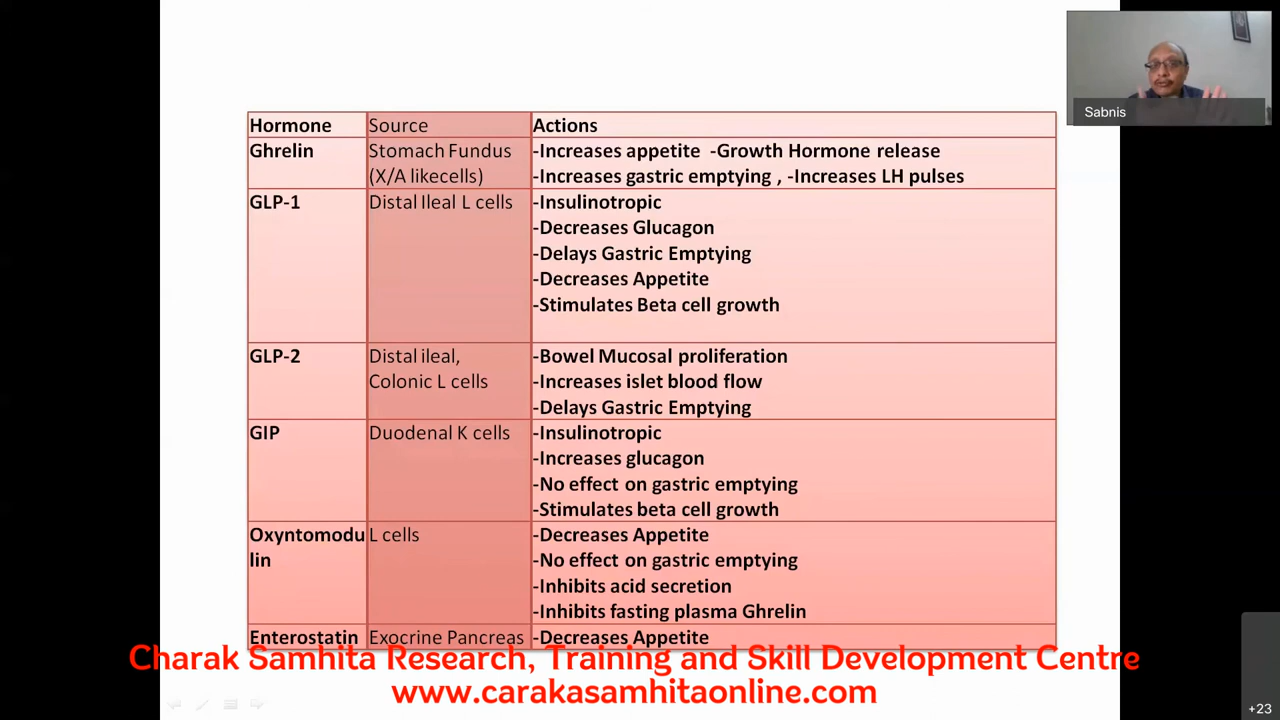 Sabnis
Hormone Source Actions
Ghrelin Stomach Fundus -Increases appetite -Growth Hormone release
(X/A likecells) -Increases gastric emptying , -Increases LH pulses
GLP-1 Distal Ileal L cells -Insulinotropic
-Decreases Glucagon
-Delays Gastric Emptying
-Decreases Appetite
-Stimulates Beta cell growth
GLP-2 Distal ileal, -Bowel Mucosal proliferation
Colonic L cells -Increases islet blood flow
-Delays Gastric Emptying
GIP Duodenal K cells -Insulinotropic
-Increases glucagon
-No effect on gastric emptying
-Stimulates beta cell growth
Oxyntomodu L cells -Decreases Appetite
lin -No effect on gastric emptying
-Inhibits acid secretion
-Inhibits fasting plasma Ghrelin
Enterostatin Exocrine Pancreas -Decreases Appetite
Charak Samhita Research, Training and Skill Development Centre
www.carakasamhitaonline.com
+23